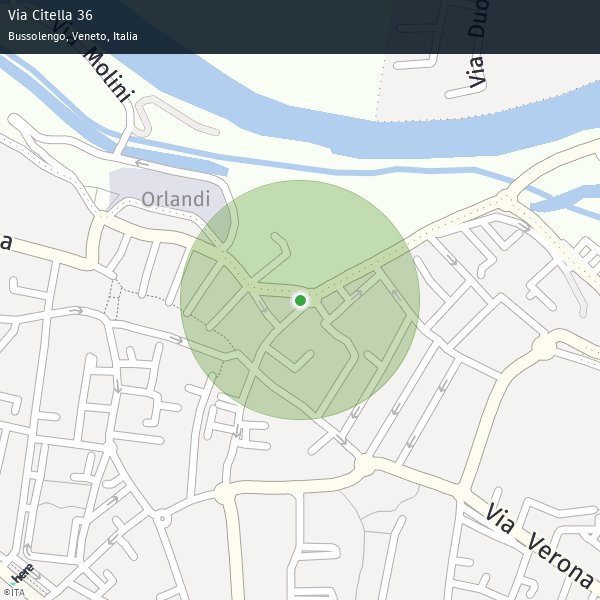 Via Citella 36
Bussolengo, Veneto, Italia
Via Molini
Via Duo
Orlandi
a
Via Verona
here
©ITA